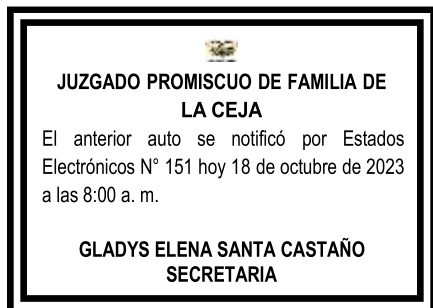 JUZGADO PROMISCUO DE FAMILIA DE
LA CEJA
El anterior auto se notificó por Estados
Electrónicos N° 151 hoy 18 de octubre de 2023
a las 8:00 a. m.
GLADYS ELENA SANTA CASTAÑO
SECRETARIA